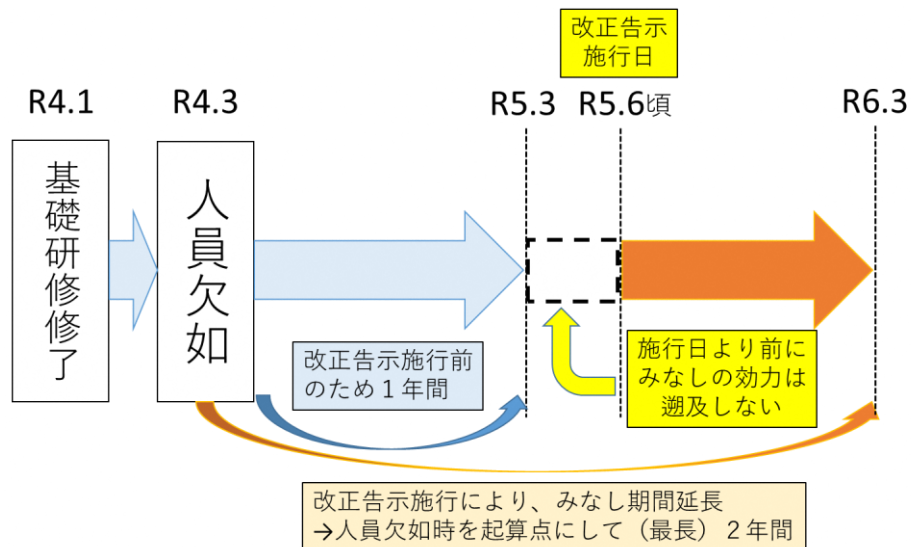 改正告示
施行日
R4.1
R4.3
R5.3
R5.6頃
R6.3
基礎研修修了
人員欠如
改正告示施行前
のため１年間
施行日より前に
みなしの効力は
遡及しない
改正告示施行により、みなし期間延長
→人員欠如時を起算点にして（最長）２年間